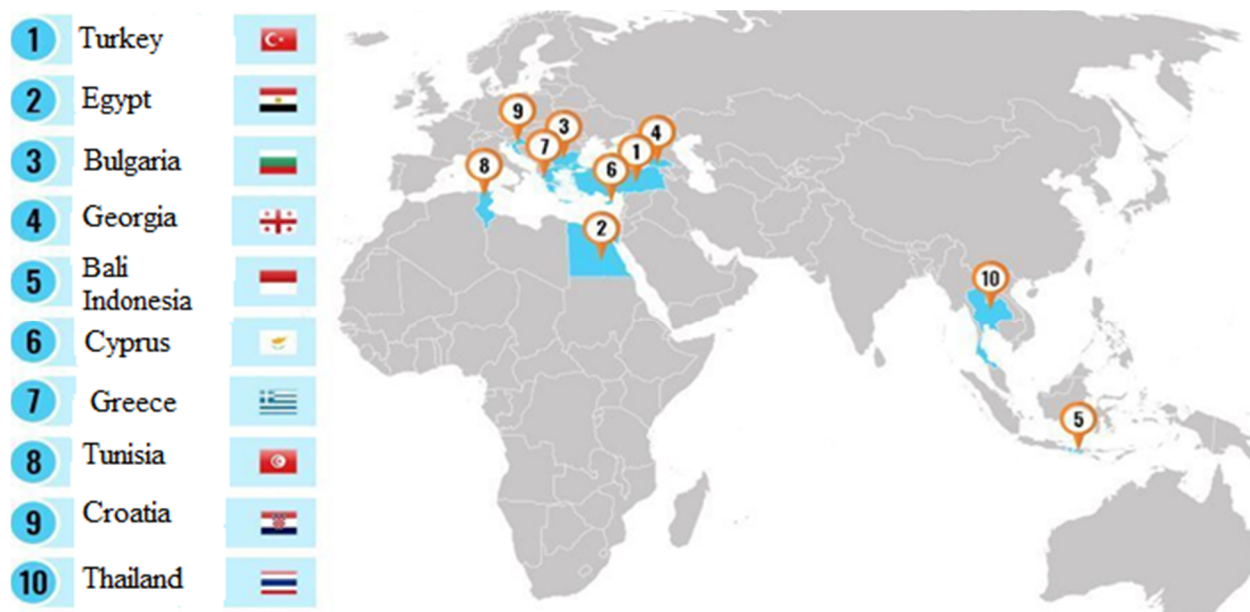 1 Turkey
2 Egypt
3 Bulgaria
4 Georgia
5 Bali
Indonesia
6 Cyprus
7 Greece
8 Tunisia
9 Croatia
10 Thailand
9
3
4
7
1
8
6
2
10
5